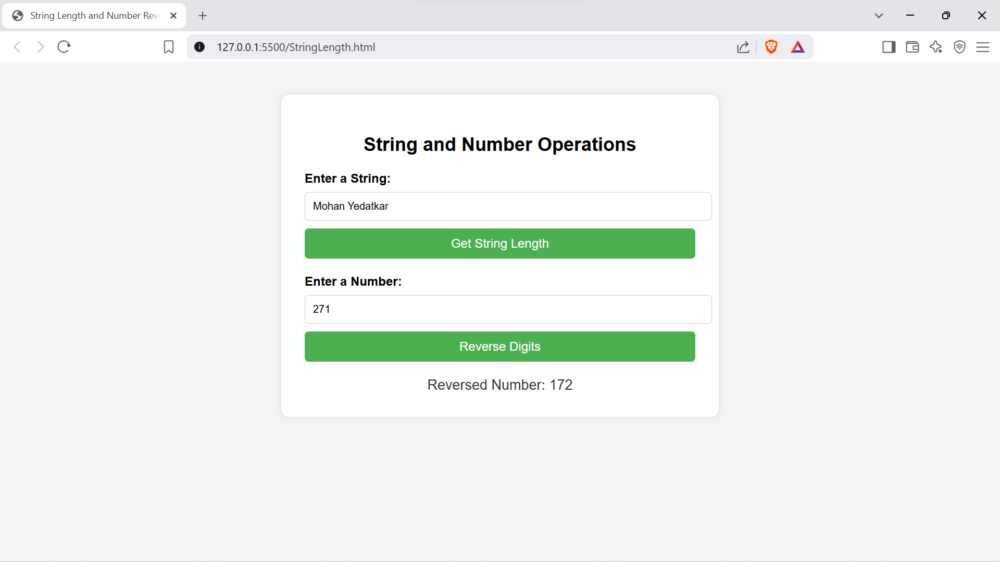 String Length and Number Rev
127.0.0.1:5500/StringLength.html
String and Number Operations
Enter a String:
Mohan Yedatkar
Get String Length
Enter a Number:
271
Reverse Digits
Reversed Number: 172